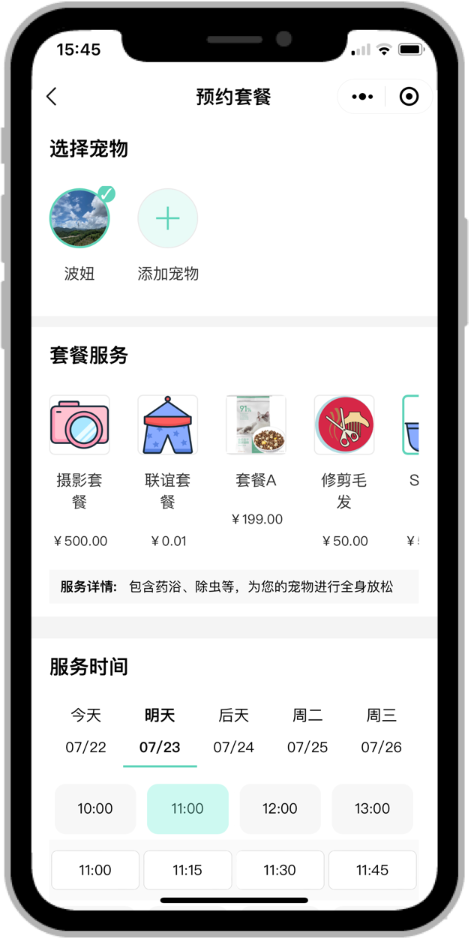 15:45
预约套餐
选择宠物
波妞
添加宠物
套餐服务
91%
摄影套
餐
联谊套
餐
套餐A
修剪毛
发
S
￥500.00
￥0.01
￥199.00
￥50.00
￥
服务详情: 包含药浴、除虫等，为您的宠物进行全身放松
服务时间
今天 明天 后天 周二 周三
07/22 07/23 07/24 07/25 07/26
10:00 11:00 12:00 13:00
11:00 11:15 11:30 11:45